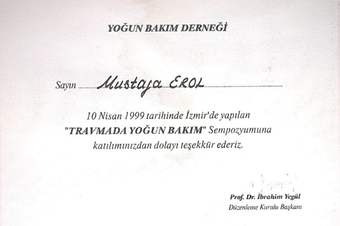 YOĞUN BAKIM DERNEĞİ
Sayın Mustafa EROL
10 Nisan 1999 tarihinde İzmir'de yapılan
"TRAVMADA YOĞUN BAKIM" Sempozyumuna
katılımınızdan dolayı teşekkür ederiz.
Prof. Dr. İbrahim Yegül
Düzenleme Kurulu Başkanı